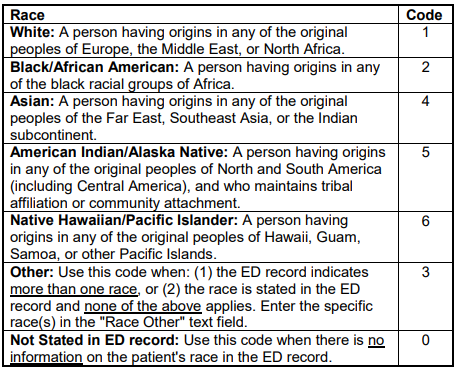 Race Code
White: A person having origins in any of the original 1
peoples of Europe, the Middle East, or North Africa.
Black/African American: A person having origins in any 2
of the black racial groups of Africa.
Asian: A person having origins in any of the original 4
peoples of the Far East, Southeast Asia, or the Indian
subcontinent.
American Indian/Alaska Native: A person having origins 5
in any of the original peoples of North and South America
(including Central America), and who maintains tribal
affiliation or community attachment.
Native Hawaiian/Pacific Islander: A person having 6
origins in any of the original peoples of Hawaii, Guam,
Samoa, or other Pacific Islands.
Other: Use this code when: (1) the ED record indicates 3
more than one race, or (2) the race is stated in the ED
record and none of the above applies. Enter the specific
race(s) in the "Race Other" text field.
Not Stated in ED record: Use this code when there is no 0
information on the patient's race in the ED record.